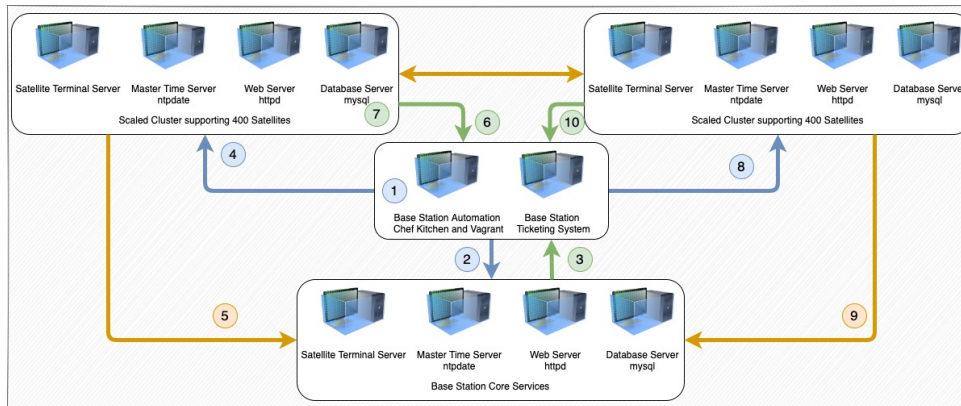 Satellite Terminal Server
Master Time Server
ntpdate
Web Server
httpd
Database Server
mysql
Scaled Cluster supporting 400 Satellites
Satellite Terminal Server
Master Time Server
ntpdate
Web Server
httpd
Database Server
mysql
Scaled Cluster supporting 400 Satellites
7
6
10
4
8
1
Base Station Automation
Chef Kitchen and Vagrant
Base Station
Ticketing System
2
3
5
9
Satellite Terminal Server
Master Time Server
ntpdate
Web Server
httpd
Database Server
mysql
Base Station Core Services